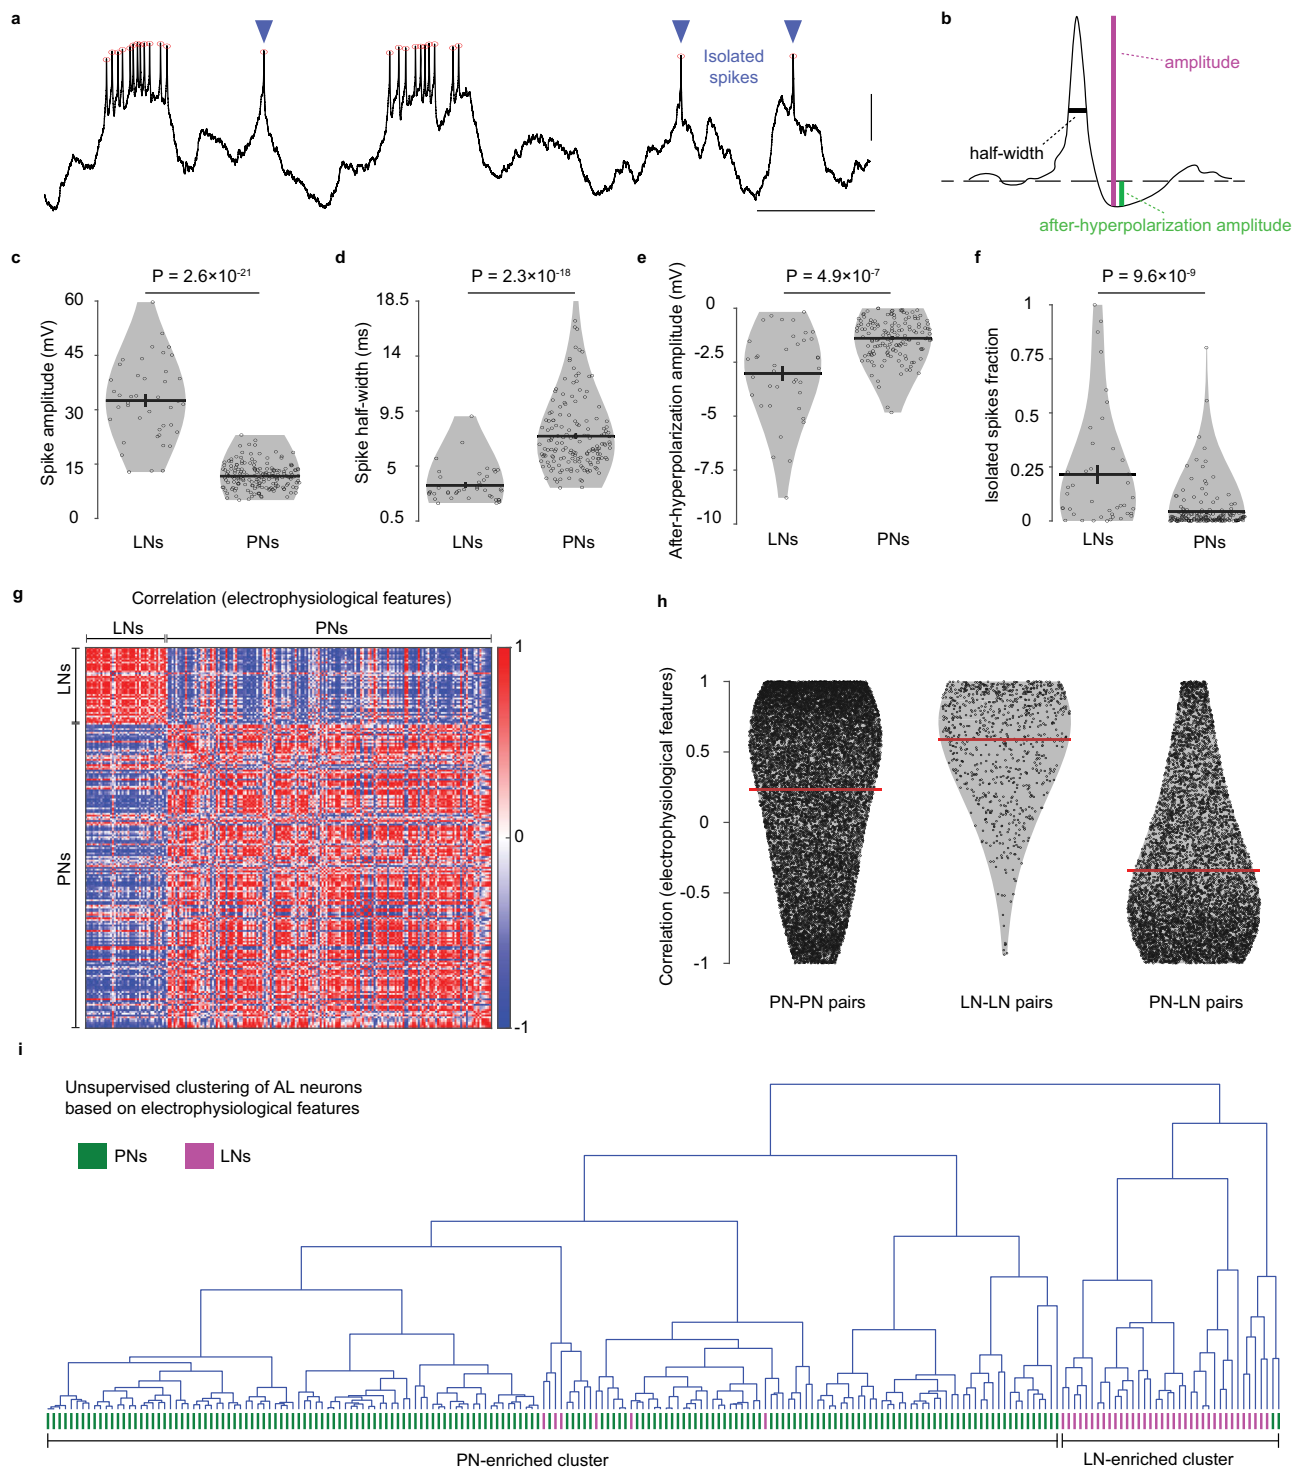 a
Isolated
spikes
b
amplitude
half-width
after-hyperpolarization amplitude
c
P = 2.6×10-21
Spike amplitude (mV)
60
45
30
15
0
LNs
PNs
d
P = 2.3×10-18
Spike half-width (ms)
18.5
14
9.5
5
0.5
LNs
PNs
e
P = 4.9×10-7
After-hyperpolarization amplitude (mV)
0
-2.5
-5
-7.5
-10
LNs
PNs
f
P = 9.6×10-9
Isolated spikes fraction
1
0.75
0.5
0.25
0
LNs
PNs
g
Correlation (electrophysiological features)
LNs
PNs
LNs
PNs
1
0
-1
h
Correlation (electrophysiological features)
1
0.5
0
-0.5
-1
PN-PN pairs
LN-LN pairs
PN-LN pairs
i
Unsupervised clustering of AL neurons
based on electrophysiological features
PNs
LNs
PN-enriched cluster
LN-enriched cluster